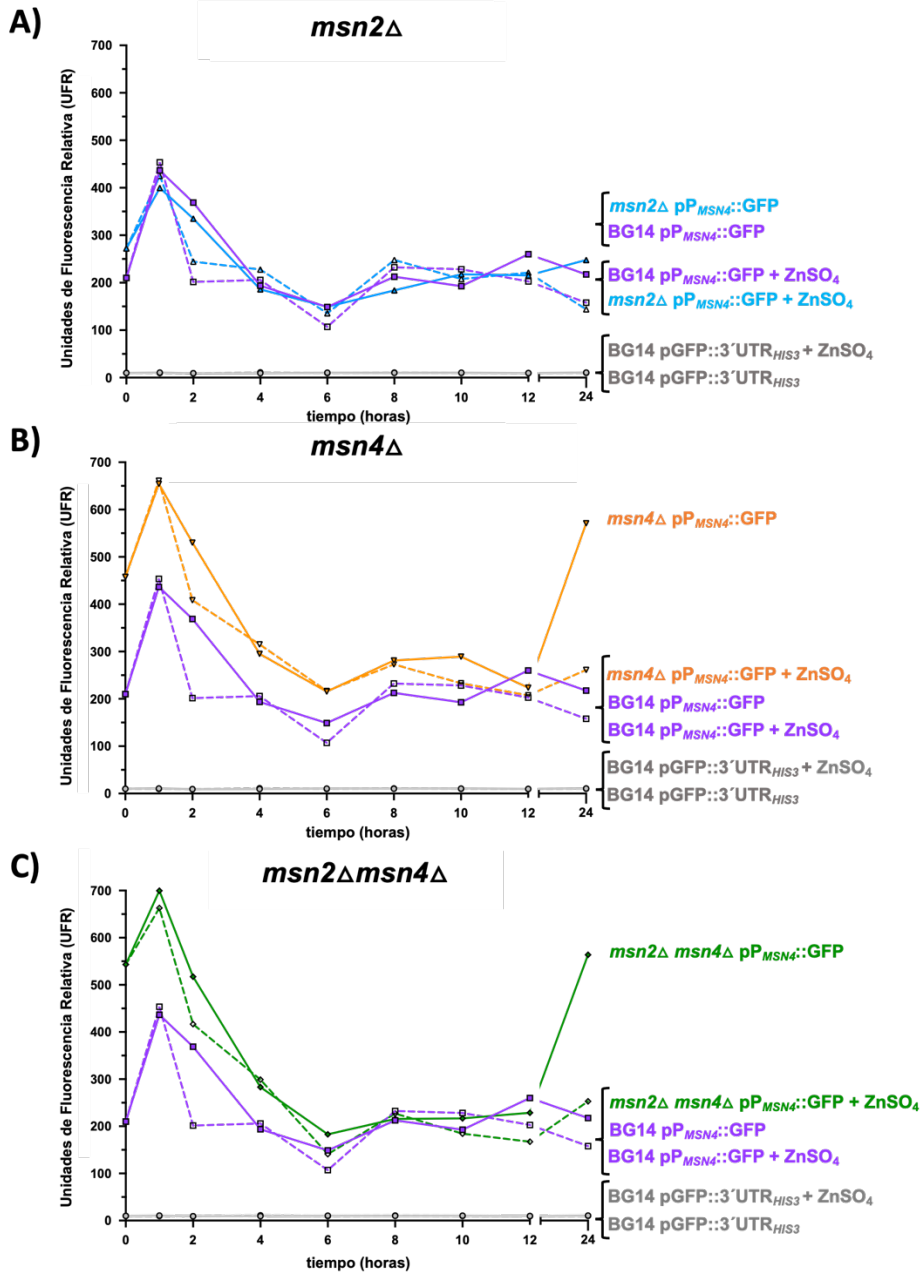 A)
msn2Δ
Unidades de Fluorescencia Relativa (UFR)
700
600
500
400
300
200
100
0
0 1 2 4 6 8 10 12 24
tiempo (horas)
msn2Δ pPMSN4::GFP
BG14 pPMSN4::GFP
BG14 pPMSN4::GFP + ZnSO4
msn2Δ pPMSN4::GFP + ZnSO4
BG14 pGFP::3´UTRHIS3 + ZnSO4
BG14 pGFP::3´UTRHIS3
B)
msn4Δ
Unidades de Fluorescencia Relativa (UFR)
700
600
500
400
300
200
100
0
0 1 2 4 6 8 10 12 24
tiempo (horas)
msn4Δ pPMSN4::GFP
msn4Δ pPMSN4::GFP + ZnSO4
BG14 pPMSN4::GFP
BG14 pPMSN4::GFP + ZnSO4
BG14 pGFP::3´UTRHIS3 + ZnSO4
BG14 pGFP::3´UTRHIS3
C)
msn2Δmsn4Δ
Unidades de Fluorescencia Relativa (UFR)
700
600
500
400
300
200
100
0
0 1 2 4 6 8 10 12 24
tiempo (horas)
msn2Δ msn4Δ pPMSN4::GFP
msn2Δ msn4Δ pPMSN4::GFP + ZnSO4
BG14 pPMSN4::GFP
BG14 pPMSN4::GFP + ZnSO4
BG14 pGFP::3´UTRHIS3 + ZnSO4
BG14 pGFP::3´UTRHIS3